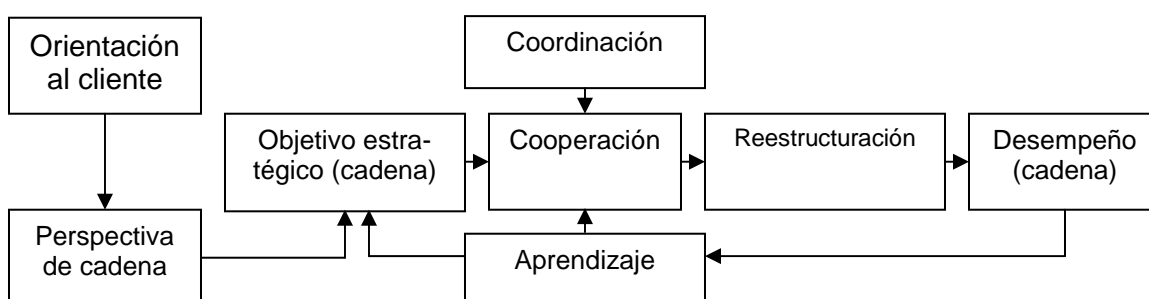 Orientación
al cliente
Coordinación
Objetivo estra-
tégico (cadena)
Cooperación
Reestructuración
Desempeño
(cadena)
Perspectiva
de cadena
Aprendizaje